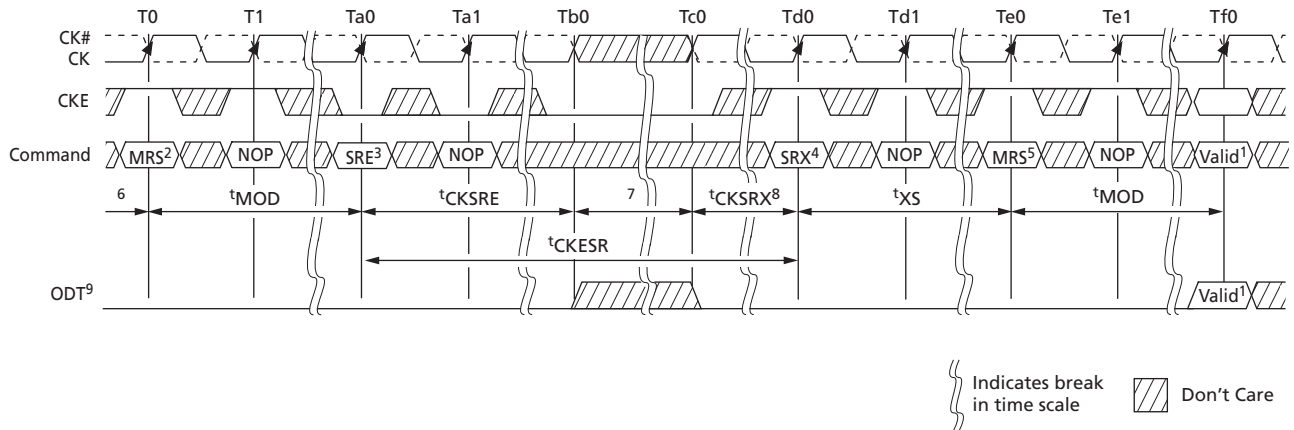 T0 T1 Ta0 Ta1 Tb0 Tc0 Td0 Td1 Te0 Te1 Tf0
CK#
CK
CKE
Command MRS² NOP SRE³ NOP SRX⁴ NOP MRS⁵ NOP Valid¹
6 ᵗMOD ᵗCKSRE 7 ᵗCKSRX⁸ ᵗXS ᵗMOD
ᵗCKESR
ODT⁹ Valid¹
Indicates break
in time scale
Don't Care